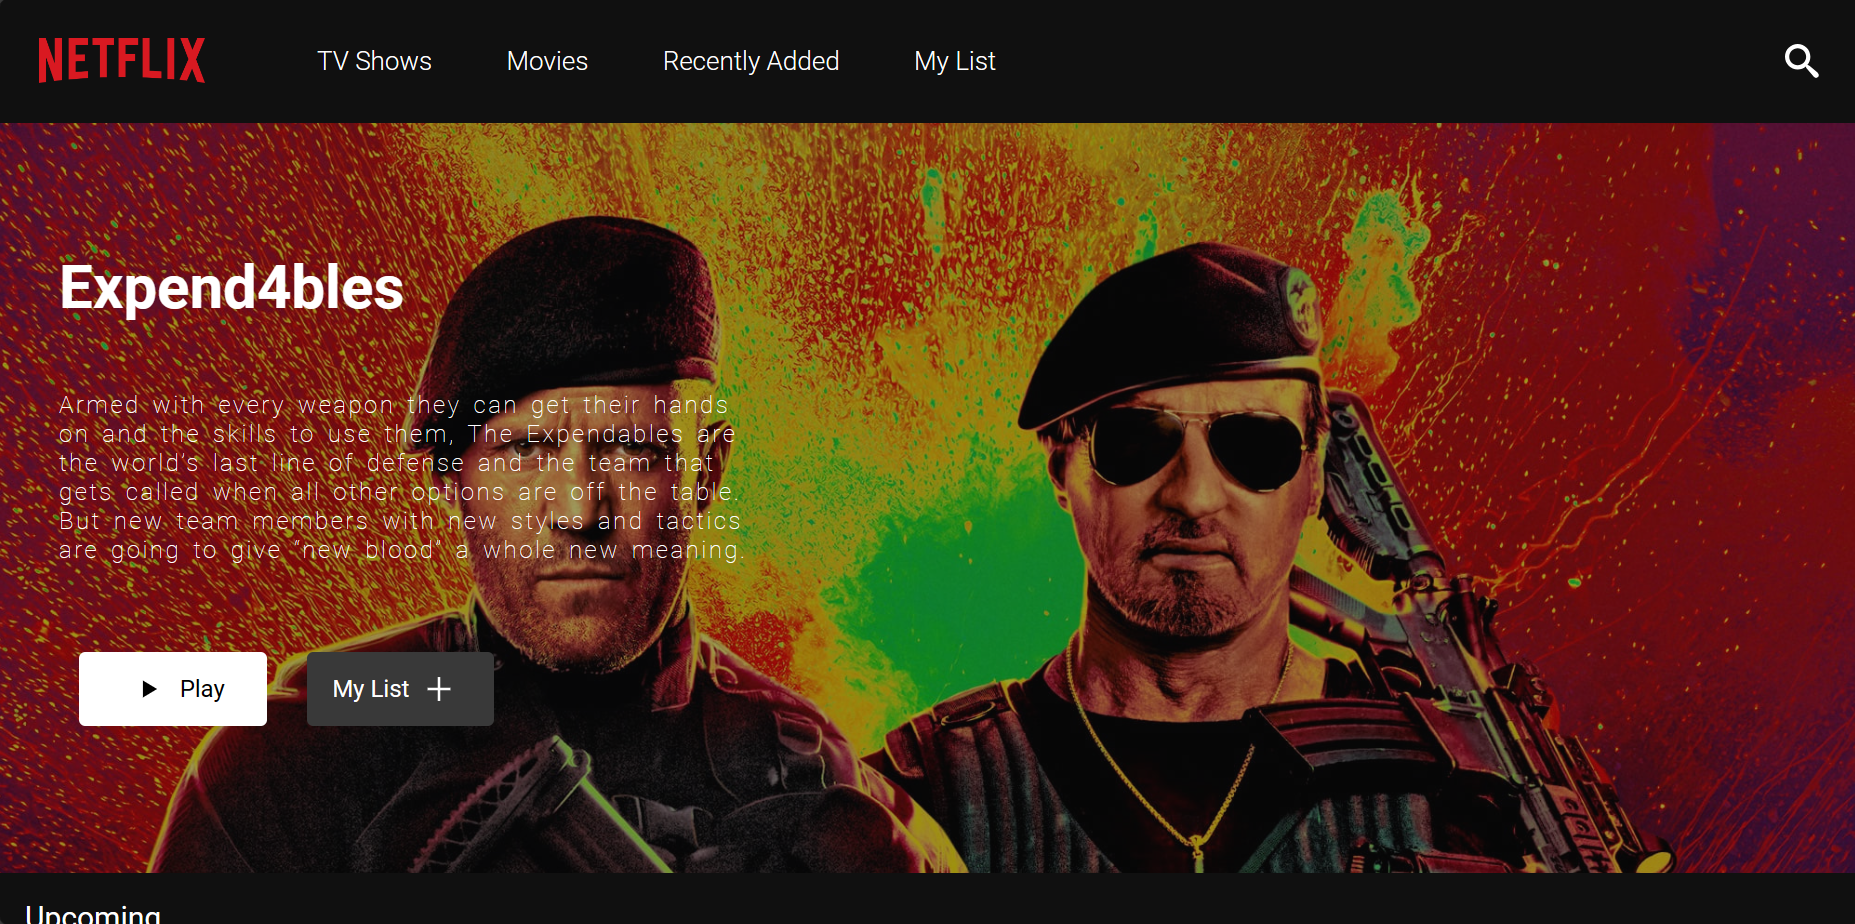 NETFLIX
TV Shows
Movies
Recently Added
My List
Expend4bles
Armed with every weapon they can get their hands
on and the skills to use them, The Expendables are
the world's last line of defense and the team that
gets called when all other options are off the table.
But new team members with new styles and tactics
are going to give "new blood" a whole new meaning.
Play
My List
Upcoming